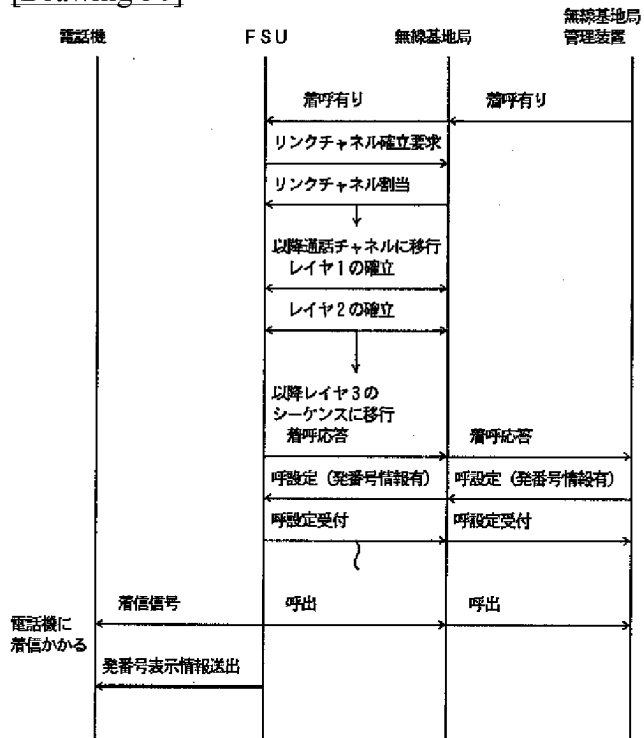 無線基地局
電話機 FSU 無線基地局 管理装置
着呼有り 着呼有り
リンクチャネル確立要求
リンクチャネル割当
以降通話チャネルに移行
レイヤ1の確立
レイヤ2の確立
以降レイヤ3の
シーケンスに移行
着呼応答 着呼応答
呼設定(発番号情報有) 呼設定(発番号情報有)
呼設定受付 呼設定受付
着信信号 呼出 呼出
電話機に
着信かかる
発番号表示情報送出